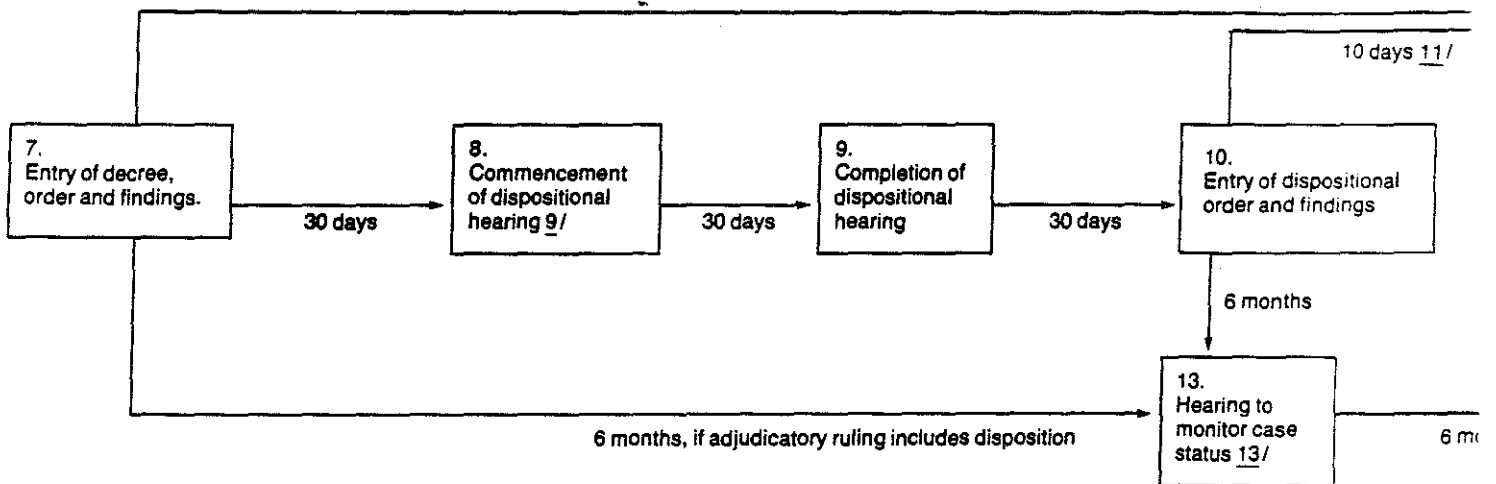 10 days 11/
7.
Entry of decree,
order and findings.
30 days
8.
Commencement
of dispositional
hearing 9/
30 days
9.
Completion of
dispositional
hearing
30 days
10.
Entry of dispositional
order and findings
6 months
13.
Hearing to
monitor case
status 13/
6 months, if adjudicatory ruling includes disposition
6